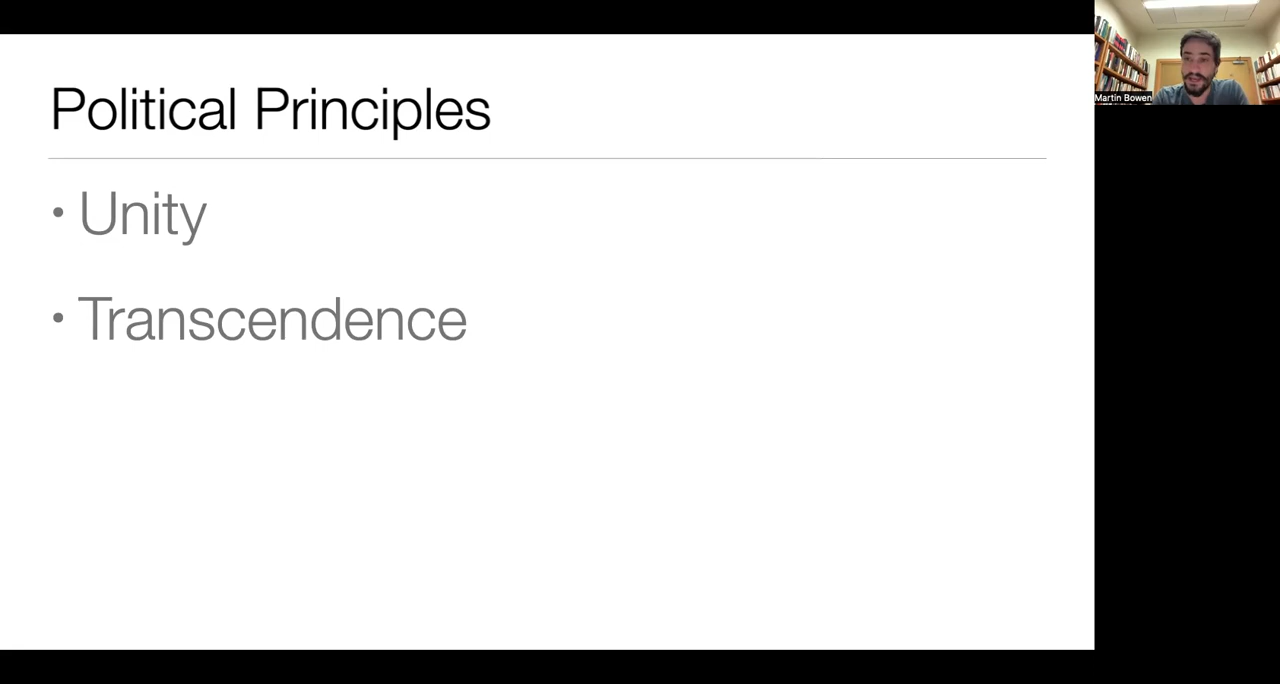 Political Principles
• Unity
• Transcendence
Martin Bowen